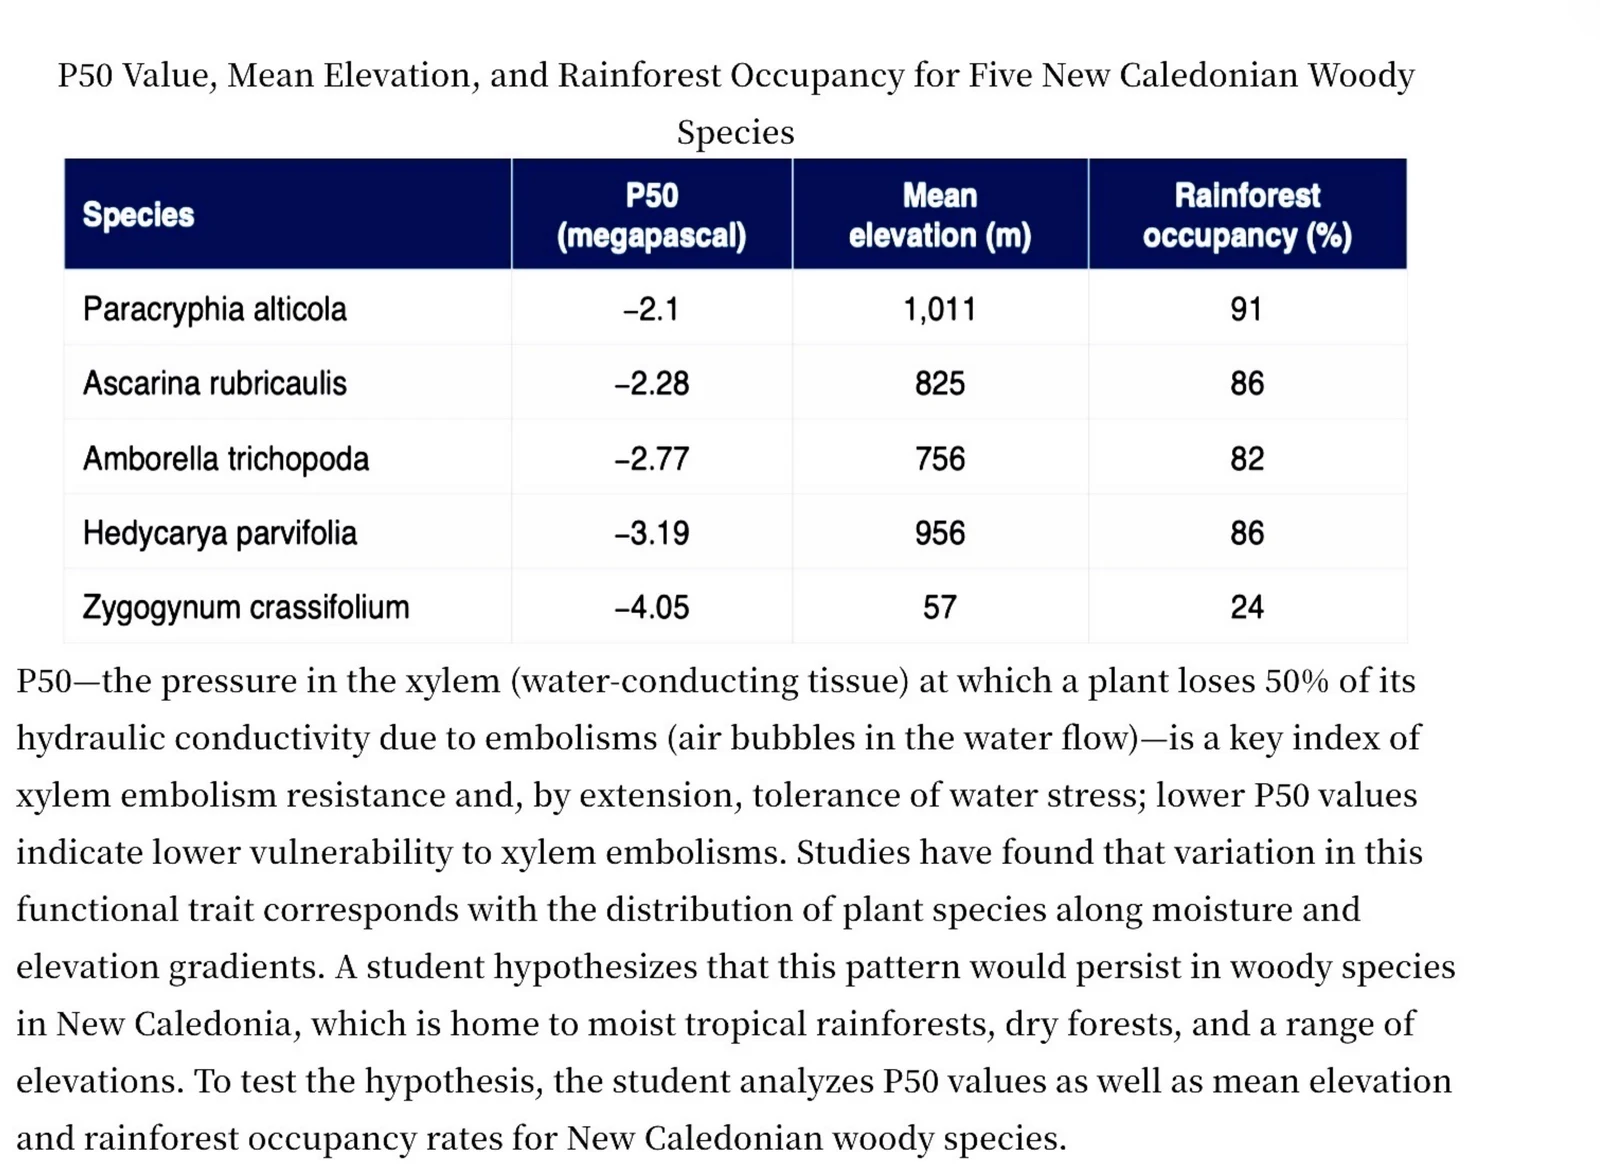 P50 Value, Mean Elevation, and Rainforest Occupancy for Five New Caledonian Woody
Species
Species P50 (megapascal) Mean elevation (m) Rainforest occupancy (%)
Paracryphia alticola −2.1 1,011 91
Ascarina rubricaulis −2.28 825 86
Amborella trichopoda −2.77 756 82
Hedycarya parvifolia −3.19 956 86
Zygogynum crassifolium −4.05 57 24
P50—the pressure in the xylem (water-conducting tissue) at which a plant loses 50% of its
hydraulic conductivity due to embolisms (air bubbles in the water flow)—is a key index of
xylem embolism resistance and, by extension, tolerance of water stress; lower P50 values
indicate lower vulnerability to xylem embolisms. Studies have found that variation in this
functional trait corresponds with the distribution of plant species along moisture and
elevation gradients. A student hypothesizes that this pattern would persist in woody species
in New Caledonia, which is home to moist tropical rainforests, dry forests, and a range of
elevations. To test the hypothesis, the student analyzes P50 values as well as mean elevation
and rainforest occupancy rates for New Caledonian woody species.